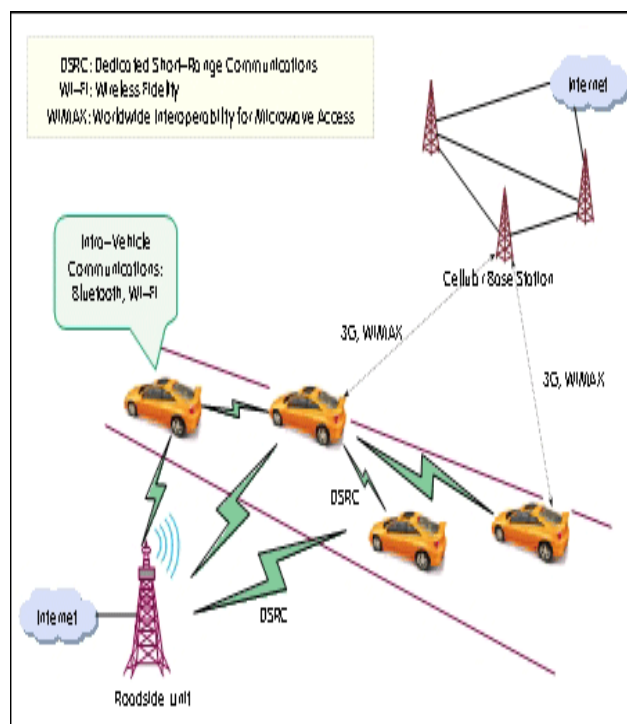 DSRC: Dedicated Short-Range Communications
WI-FI: Wireless Fidelity
WIMAX: Worldwide Interoperability for Microwave Access
Internet
Intra-Vehicle
Communications:
Bluetooth, WI-FI
Cellular Base Station
3G, WIMAX
3G, WIMAX
DSRC
DSRC
Internet
Roadside unit